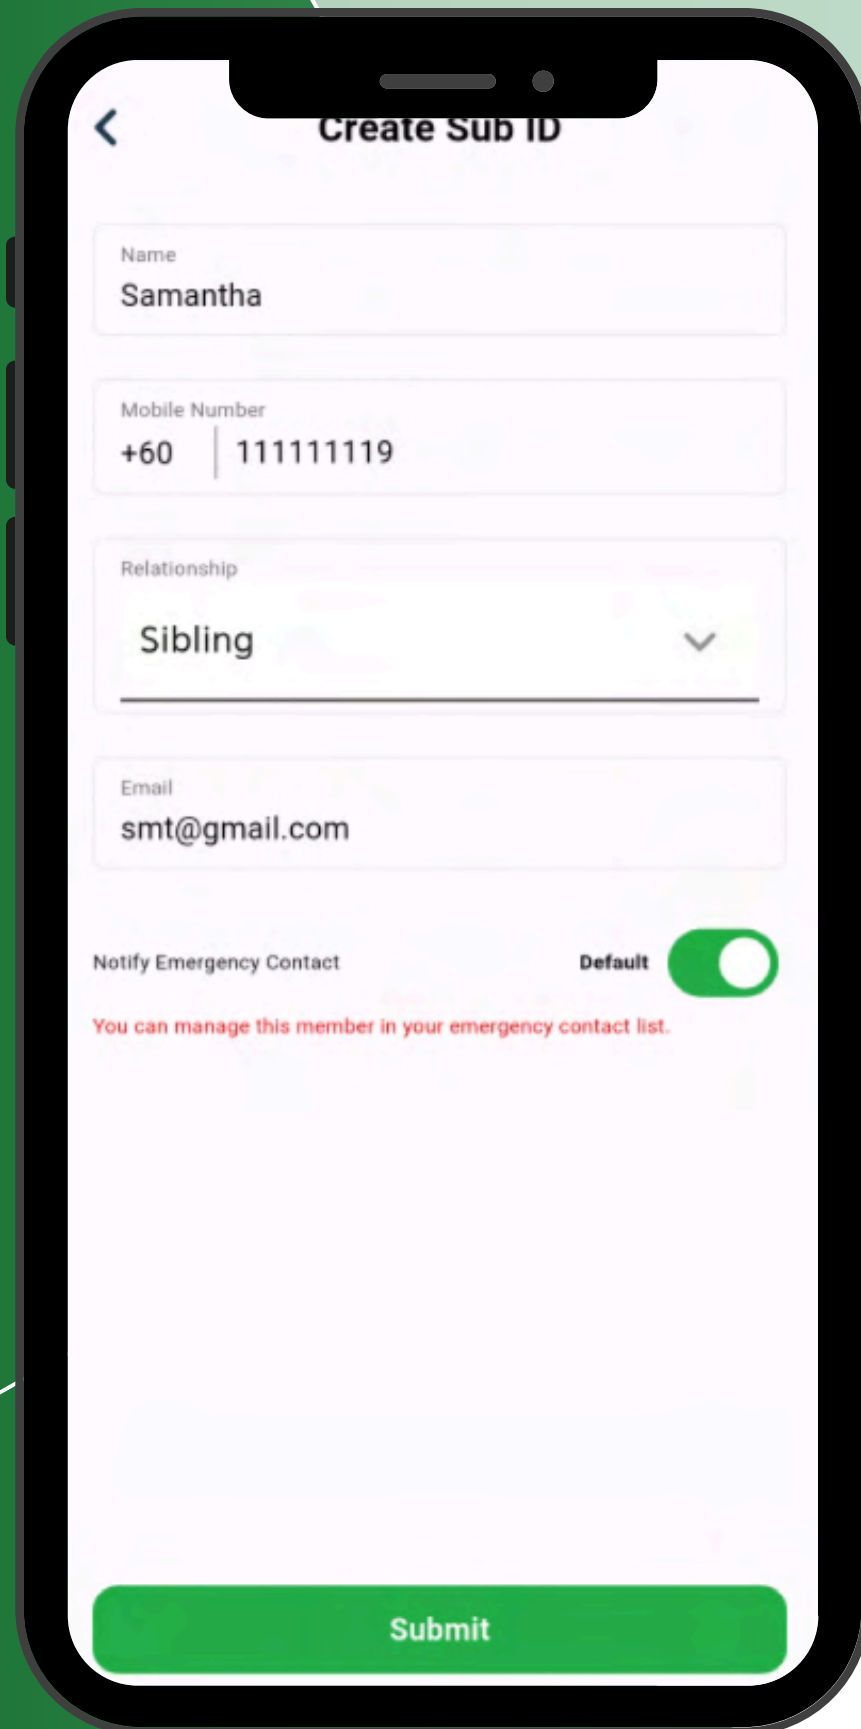 Create Sub ID
Name
Samantha
Mobile Number
+60 111111119
Relationship
Sibling
Email
smt@gmail.com
Notify Emergency Contact Default
You can manage this member in your emergency contact list.
Submit